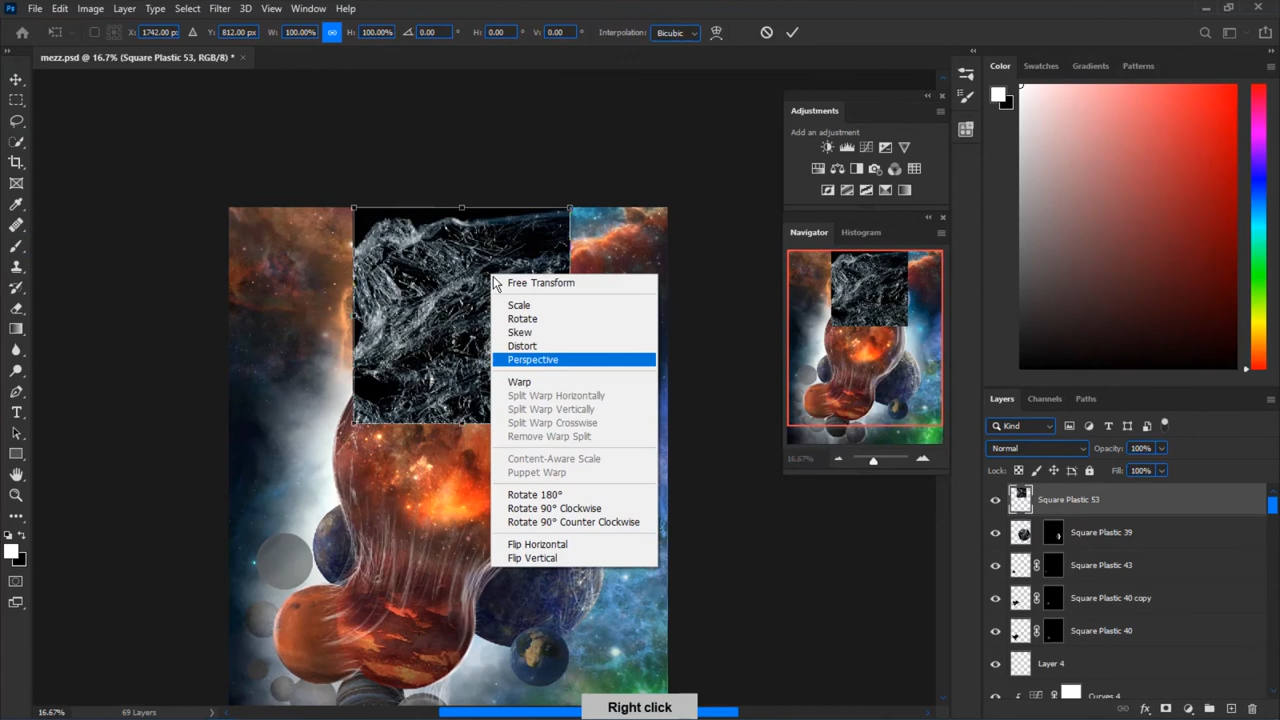 Ps File Edit Image Layer Type Select Filter 3D View Window Help
X: 1742.00 px Y: 812.00 px W: 100.00% H: 100.00% 0.00 ° H: 0.00 ° V: 0.00 ° Interpolation: Bicubic
mezz.psd @ 16.7% (Square Plastic 53, RGB/8) *
Color Swatches Gradients Patterns
Adjustments
Add an adjustment
Navigator Histogram
Free Transform
Scale
Rotate
Skew
Distort
Perspective
Warp
Split Warp Horizontally
Split Warp Vertically
Split Warp Crosswise
Remove Warp Split
Content-Aware Scale
Puppet Warp
Rotate 180°
Rotate 90° Clockwise
Rotate 90° Counter Clockwise
Flip Horizontal
Flip Vertical
16.67%
Layers Channels Paths
Kind
Normal Opacity: 100%
Lock: Fill: 100%
Square Plastic 53
Square Plastic 39
Square Plastic 43
Square Plastic 40 copy
Square Plastic 40
Layer 4
Curves 4
16.67% 69 Layers
Right click